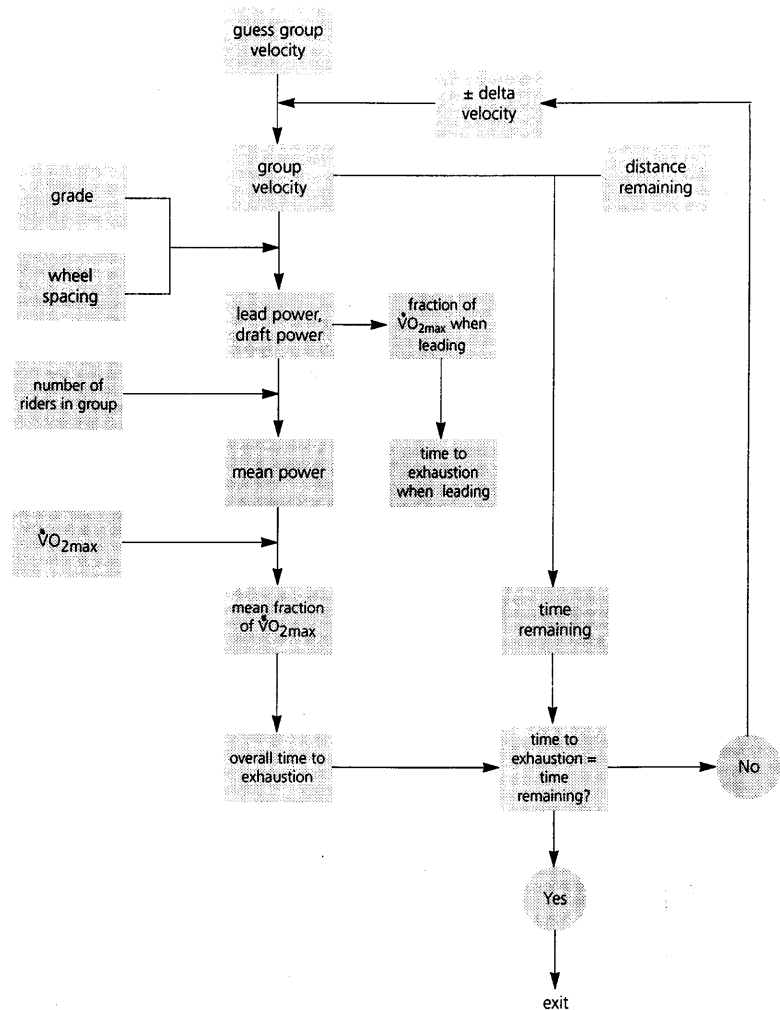 guess group
velocity
± delta
velocity
group
velocity
distance
remaining
grade
wheel
spacing
lead power,
draft power
fraction of
V̇O₂max when
leading
number of
riders in group
mean power
time to
exhaustion
when leading
V̇O₂max
mean fraction
of V̇O₂max
time
remaining
overall time to
exhaustion
time to
exhaustion =
time
remaining?
No
Yes
exit